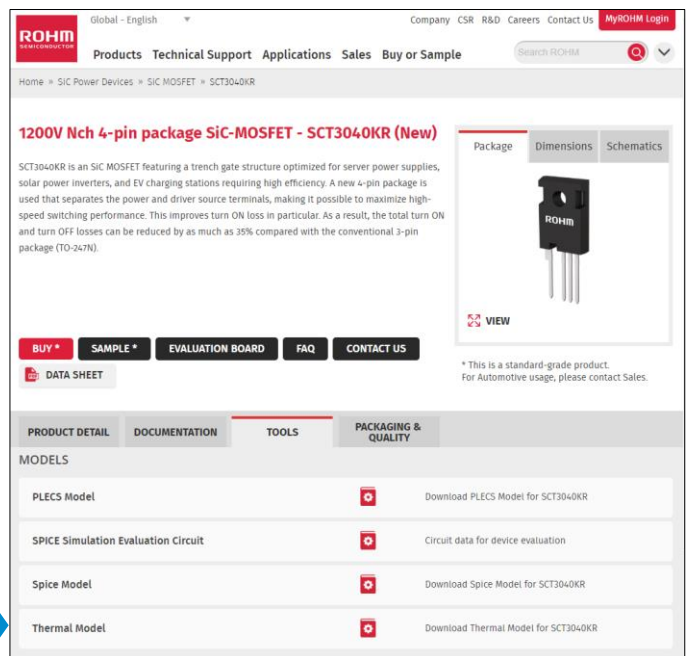 Global - English
Company CSR R&D Careers Contact Us MyROHM Login
ROHM
SEMICONDUCTOR
Products Technical Support Applications Sales Buy or Sample
Search ROHM
Home » SiC Power Devices » SiC MOSFET » SCT3040KR
1200V Nch 4-pin package SiC-MOSFET - SCT3040KR (New)
SCT3040KR is an SiC MOSFET featuring a trench gate structure optimized for server power supplies,
solar power inverters, and EV charging stations requiring high efficiency. A new 4-pin package is
used that separates the power and driver source terminals, making it possible to maximize high-
speed switching performance. This improves turn ON loss in particular. As a result, the total turn ON
and turn OFF losses can be reduced by as much as 35% compared with the conventional 3-pin
package (TO-247N).
Package Dimensions Schematics
ROHM
VIEW
BUY * SAMPLE * EVALUATION BOARD FAQ CONTACT US
DATA SHEET
* This is a standard-grade product.
For Automotive usage, please contact Sales.
PRODUCT DETAIL DOCUMENTATION TOOLS PACKAGING &
QUALITY
MODELS
PLECS Model Download PLECS Model for SCT3040KR
SPICE Simulation Evaluation Circuit Circuit data for device evaluation
Spice Model Download Spice Model for SCT3040KR
Thermal Model Download Thermal Model for SCT3040KR